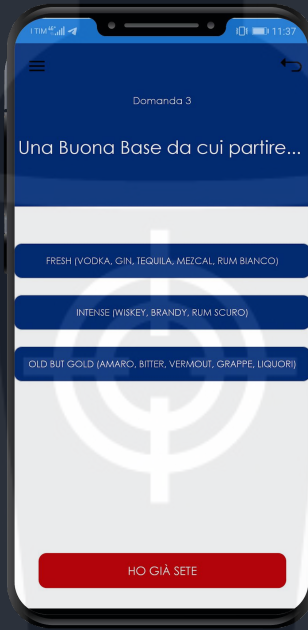 I TIM 11:37
Domanda 3
Una Buona Base da cui partire...
FRESH (VODKA, GIN, TEQUILA, MEZCAL, RUM BIANCO)
INTENSE (WISKEY, BRANDY, RUM SCURO)
OLD BUT GOLD (AMARO, BITTER, VERMOUT, GRAPPE, LIQUORI)
HO GIÀ SETE